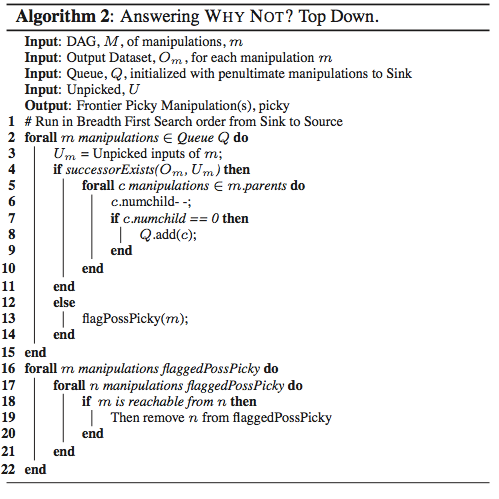 Algorithm 2: Answering WHY NOT? Top Down.
Input: DAG, M, of manipulations, m
Input: Output Dataset, Oₘ, for each manipulation m
Input: Queue, Q, initialized with penultimate manipulations to Sink
Input: Unpicked, U
Output: Frontier Picky Manipulation(s), picky
1 # Run in Breadth First Search order from Sink to Source
2 forall m manipulations ∈ Queue Q do
3 Uₘ = Unpicked inputs of m;
4 if successorExists(Oₘ, Uₘ) then
5 forall c manipulations ∈ m.parents do
6 c.numchild- -;
7 if c.numchild == 0 then
8 Q.add(c);
9 end
10 end
11 end
12 else
13 flagPossPicky(m);
14 end
15 end
16 forall m manipulations flaggedPossPicky do
17 forall n manipulations flaggedPossPicky do
18 if m is reachable from n then
19 Then remove n from flaggedPossPicky
20 end
21 end
22 end